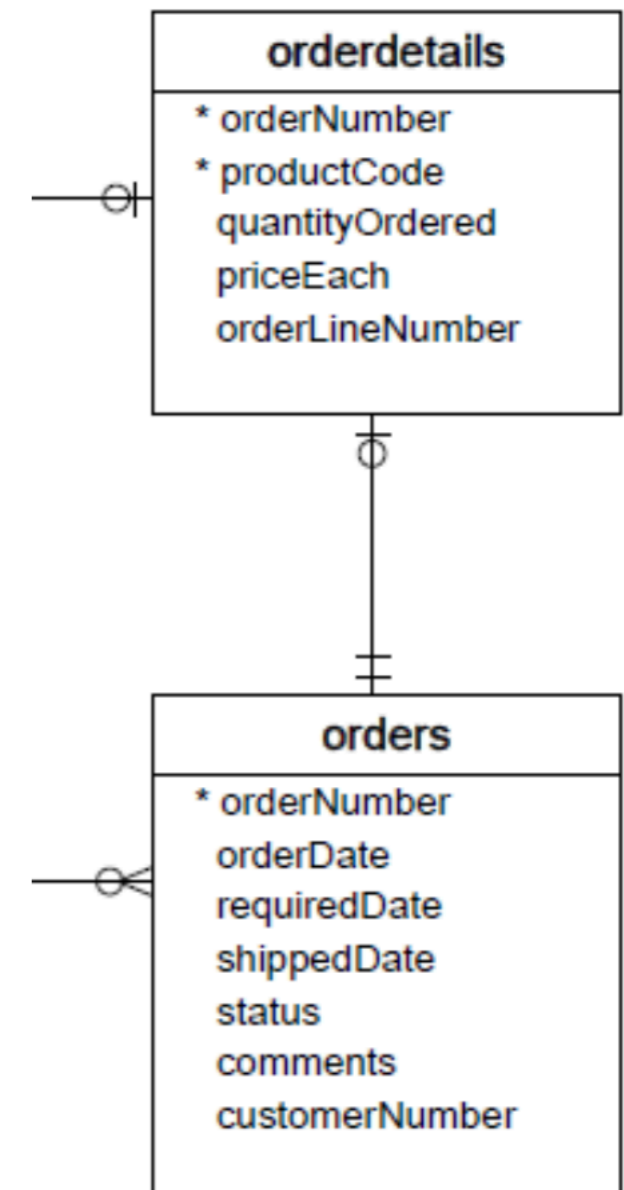 orderdetails
* orderNumber
* productCode
quantityOrdered
priceEach
orderLineNumber
orders
* orderNumber
orderDate
requiredDate
shippedDate
status
comments
customerNumber